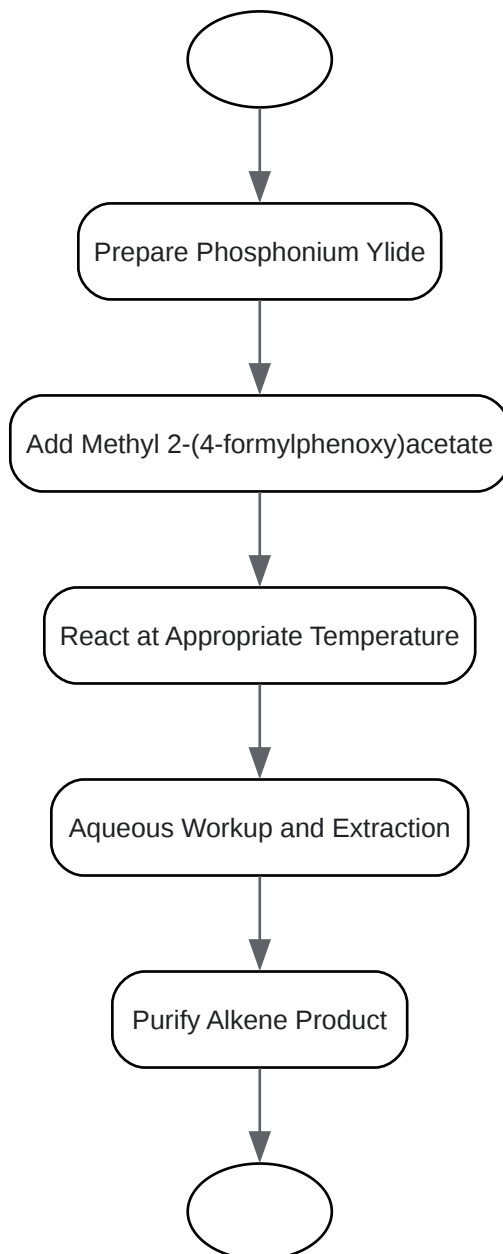 Prepare Phosphonium Ylide
Add Methyl 2-(4-formylphenoxy)acetate
React at Appropriate Temperature
Aqueous Workup and Extraction
Purify Alkene Product